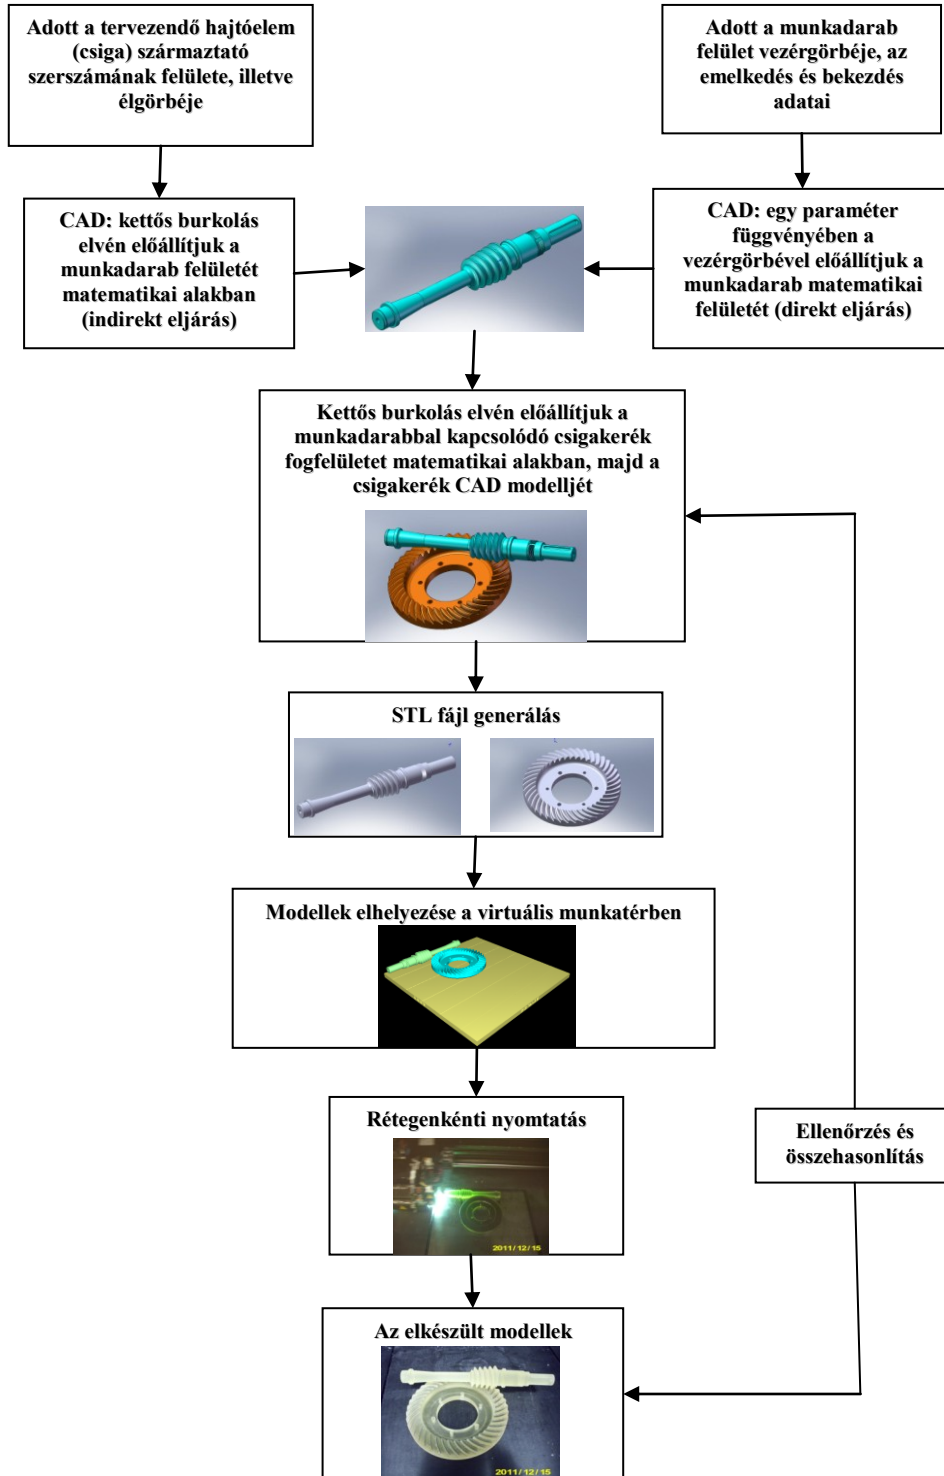 Adott a tervezendő hajtóelem
(csiga) származtató
szerszámának felülete, illetve
élgörbéje
Adott a munkadarab
felület vezérgörbéje, az
emelkedés és bekezdés
adatai
CAD: kettős burkolás
elvén előállítjuk a
munkadarab felületét
matematikai alakban
(indirekt eljárás)
CAD: egy paraméter
függvényében a
vezérgörbével előállítjuk a
munkadarab matematikai
felületét (direkt eljárás)
Kettős burkolás elvén előállítjuk a
munkadarabbal kapcsolódó csigakerék
fogfelületet matematikai alakban, majd a
csigakerék CAD modelljét
STL fájl generálás
Modellek elhelyezése a virtuális munkatérben
Rétegenkénti nyomtatás
2011/12/15
Ellenőrzés és
összehasonlítás
Az elkészült modellek
2011/12/15